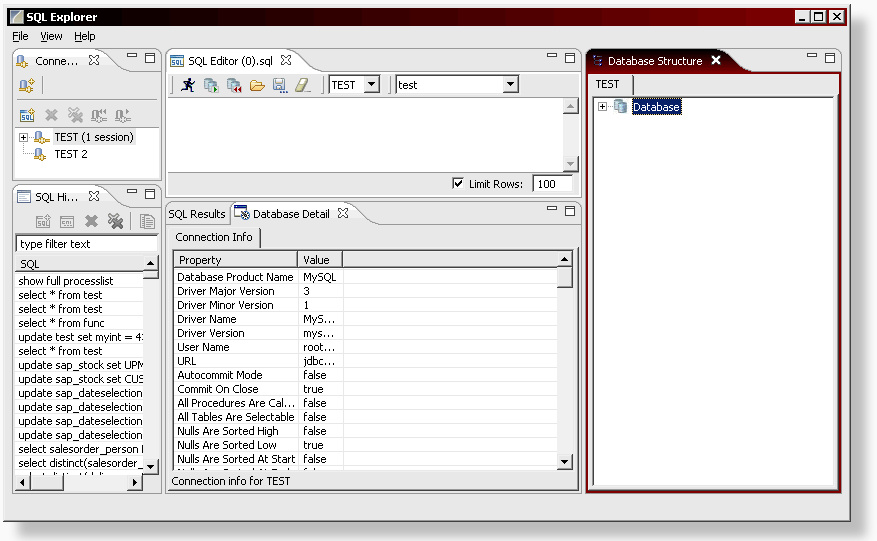 SQL Explorer
File View Help
Conne...
TEST (1 session)
TEST 2
SQL Hi...
type filter text
SQL
show full processlist
select * from test
select * from test
select * from func
update test set myint = 43
select * from test
update sap_stock set UPM
update sap_stock set CUS
update sap_dateselection
update sap_dateselection
update sap_dateselection
update sap_dateselection
select salesorder_person
select distinct(salesorder_
SQL Editor (0).sql
TEST test
Limit Rows: 100
SQL Results Database Detail
Connection Info
Property Value
Database Product Name MySQL
Driver Major Version 3
Driver Minor Version 1
Driver Name MyS...
Driver Version mys...
User Name root...
URL jdbc...
Autocommit Mode false
Commit On Close true
All Procedures Are Cal... false
All Tables Are Selectable false
Nulls Are Sorted High false
Nulls Are Sorted Low true
Nulls Are Sorted At Start false
Connection info for TEST
Database Structure
TEST
Database